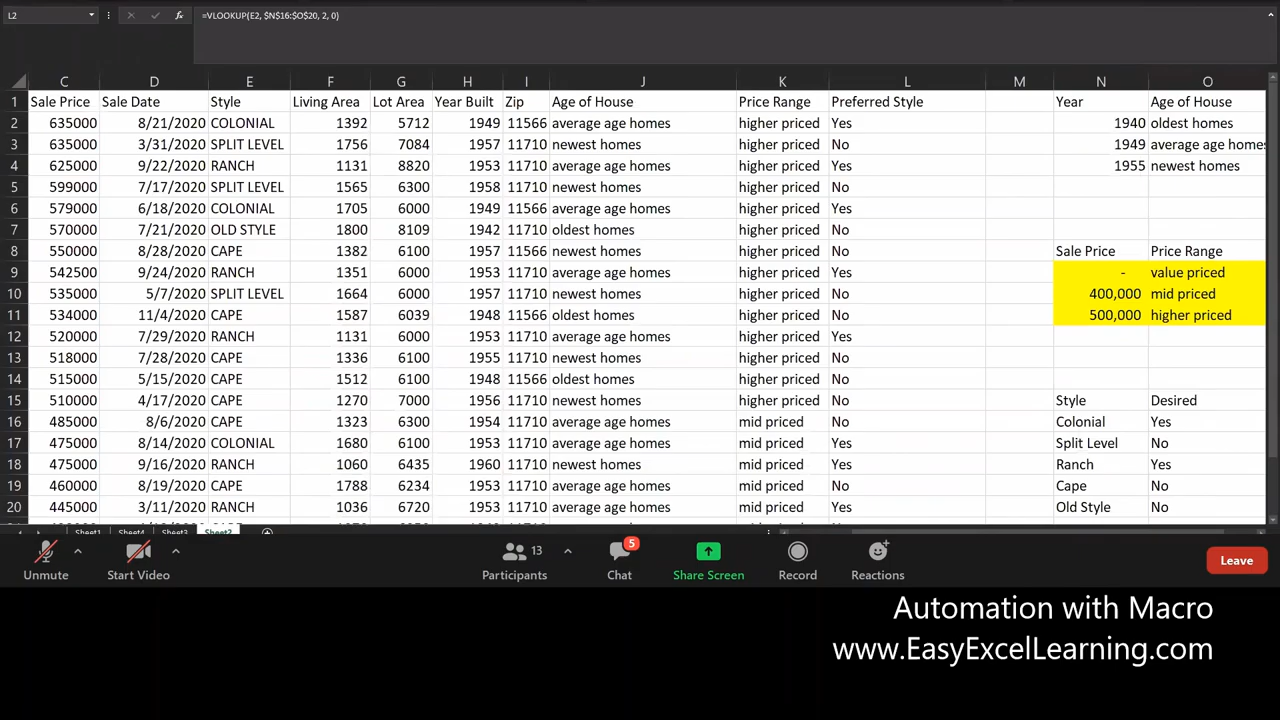 L2 fx =VLOOKUP(E2, $N$16:$O$20, 2, 0)
C D E F G H I J K L M N O
1 Sale Price Sale Date Style Living Area Lot Area Year Built Zip Age of House Price Range Preferred Style Year Age of House
2 635000 8/21/2020 COLONIAL 1392 5712 1949 11566 average age homes higher priced Yes 1940 oldest homes
3 635000 3/31/2020 SPLIT LEVEL 1756 7084 1957 11710 newest homes higher priced No 1949 average age homes
4 625000 9/22/2020 RANCH 1131 8820 1953 11710 average age homes higher priced Yes 1955 newest homes
5 599000 7/17/2020 SPLIT LEVEL 1565 6300 1958 11710 newest homes higher priced No
6 579000 6/18/2020 COLONIAL 1705 6000 1949 11566 average age homes higher priced Yes
7 570000 7/21/2020 OLD STYLE 1800 8109 1942 11710 oldest homes higher priced No
8 550000 8/28/2020 CAPE 1382 6100 1957 11566 newest homes higher priced No Sale Price Price Range
9 542500 9/24/2020 RANCH 1351 6000 1953 11710 average age homes higher priced Yes - value priced
10 535000 5/7/2020 SPLIT LEVEL 1664 6000 1957 11710 newest homes higher priced No 400,000 mid priced
11 534000 11/4/2020 CAPE 1587 6039 1948 11566 oldest homes higher priced No 500,000 higher priced
12 520000 7/29/2020 RANCH 1131 6000 1953 11710 average age homes higher priced Yes
13 518000 7/28/2020 CAPE 1336 6100 1955 11710 newest homes higher priced No
14 515000 5/15/2020 CAPE 1512 6100 1948 11566 oldest homes higher priced No
15 510000 4/17/2020 CAPE 1270 7000 1956 11710 newest homes higher priced No Style Desired
16 485000 8/6/2020 CAPE 1323 6300 1954 11710 average age homes mid priced No Colonial Yes
17 475000 8/14/2020 COLONIAL 1680 6100 1953 11710 average age homes mid priced Yes Split Level No
18 475000 9/16/2020 RANCH 1060 6435 1960 11710 newest homes mid priced Yes Ranch Yes
19 460000 8/19/2020 CAPE 1788 6234 1953 11710 average age homes mid priced No Cape No
20 445000 3/11/2020 RANCH 1036 6720 1953 11710 average age homes mid priced Yes Old Style No
Sheet1 Sheet4 Sheet3 Sheet2
13 5
Unmute Start Video Participants Chat Share Screen Record Reactions Leave
Automation with Macro
www.EasyExcelLearning.com